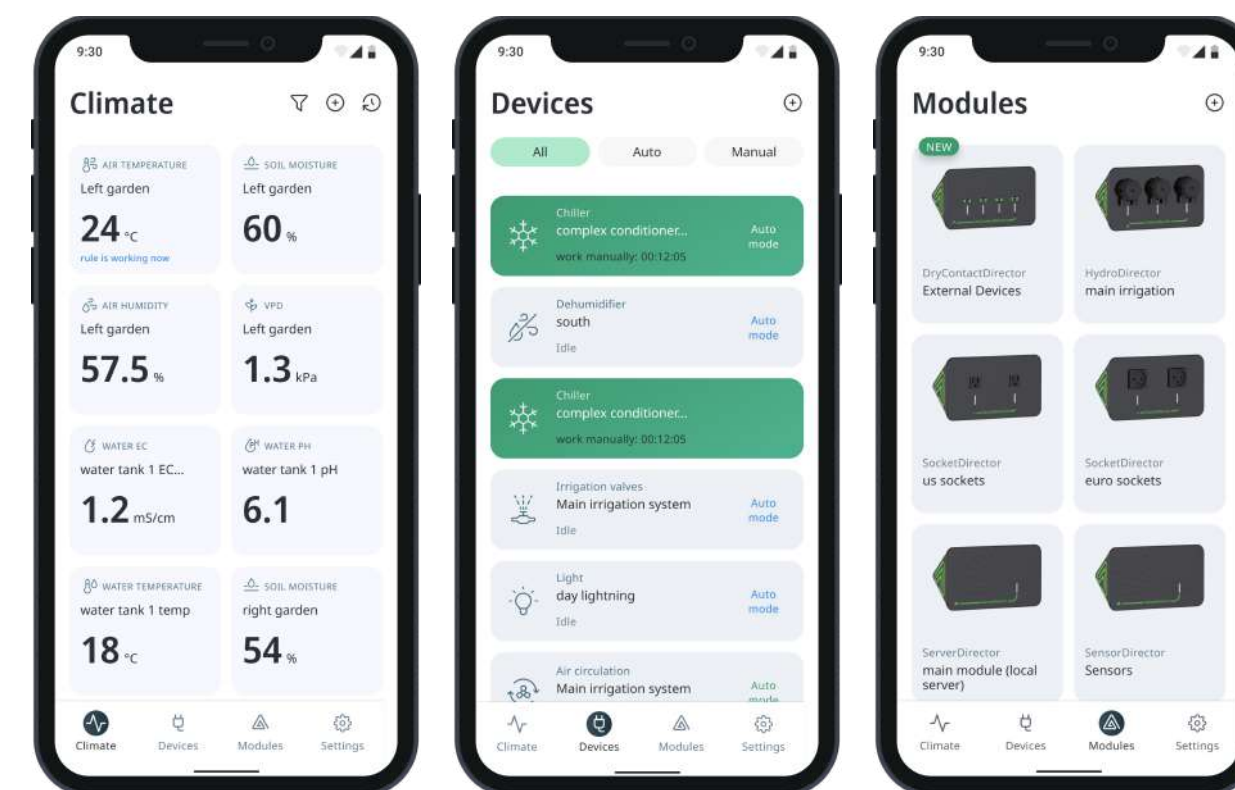 9:30
Climate
AIR TEMPERATURE
Left garden
24 °C
rule is working now
SOIL MOISTURE
Left garden
60 %
AIR HUMIDITY
Left garden
57.5 %
VPD
Left garden
1.3 kPa
WATER EC
water tank 1 EC...
1.2 mS/cm
PH WATER PH
water tank 1 pH
6.1
WATER TEMPERATURE
water tank 1 temp
18 °C
SOIL MOISTURE
right garden
54 %
Climate Devices Modules Settings
9:30
Devices
All Auto Manual
Chiller
complex conditioner...
work manually: 00:12:05
Auto
mode
Dehumidifier
south
Idle
Auto
mode
Chiller
complex conditioner...
work manually: 00:12:05
Irrigation valves
Main irrigation system
Idle
Auto
mode
Light
day lightning
Idle
Auto
mode
Air circulation
Main irrigation system
Auto
mode
Climate Devices Modules Settings
9:30
Modules
NEW
DryContactDirector
External Devices
HydroDirector
main irrigation
SocketDirector
us sockets
SocketDirector
euro sockets
ServerDirector
main module (local
server)
SensorDirector
Sensors
Climate Devices Modules Settings